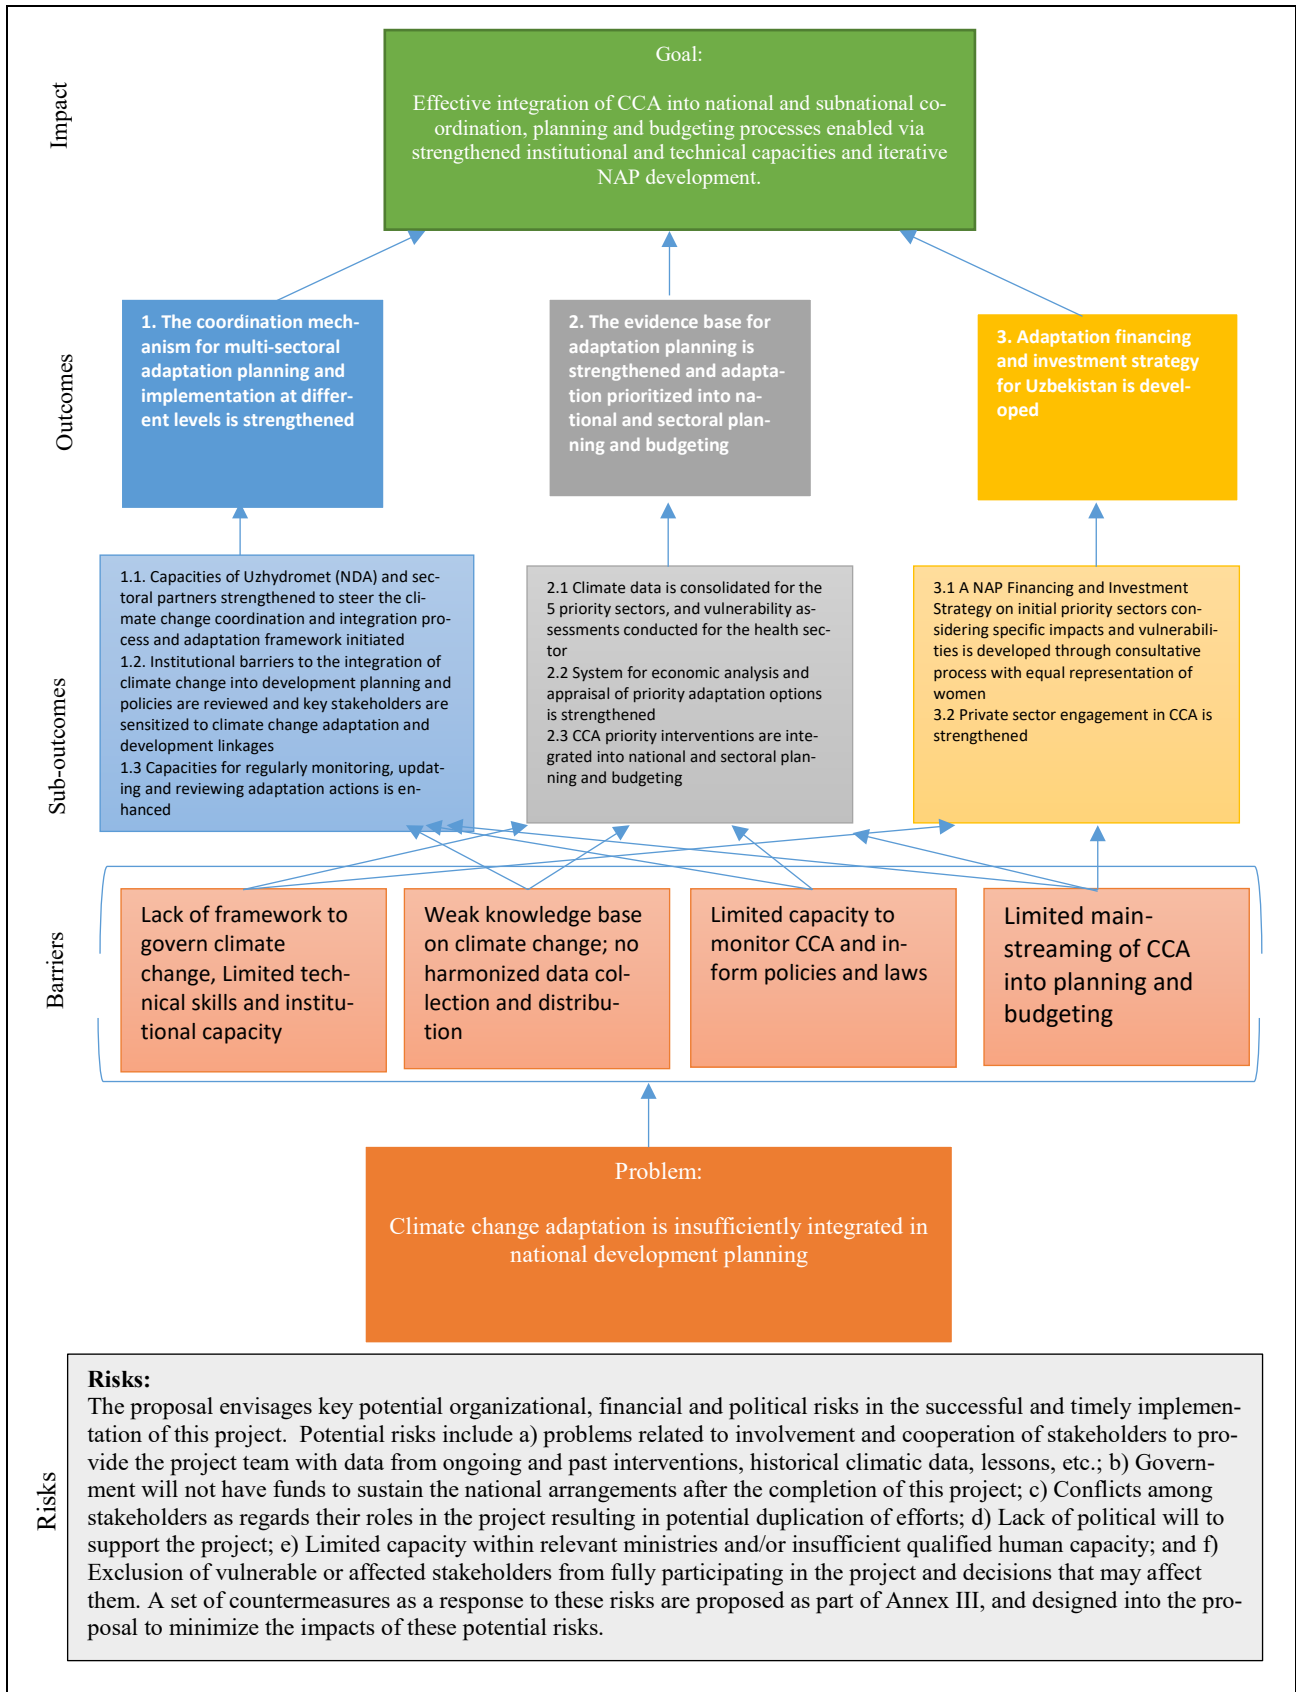 Impact
Goal:
Effective integration of CCA into national and subnational co-
ordination, planning and budgeting processes enabled via
strengthened institutional and technical capacities and iterative
NAP development.
Outcomes
1. The coordination mech-
anism for multi-sectoral
adaptation planning and
implementation at differ-
ent levels is strengthened
2. The evidence base for
adaptation planning is
strengthened and adapta-
tion prioritized into na-
tional and sectoral plan-
ning and budgeting
3. Adaptation financing
and investment strategy
for Uzbekistan is devel-
oped
Sub-outcomes
1.1. Capacities of Uzhydromet (NDA) and sec-
toral partners strengthened to steer the cli-
mate change coordination and integration pro-
cess and adaptation framework initiated
1.2. Institutional barriers to the integration of
climate change into development planning and
policies are reviewed and key stakeholders are
sensitized to climate change adaptation and
development linkages
1.3 Capacities for regularly monitoring, updat-
ing and reviewing adaptation actions is en-
hanced
2.1 Climate data is consolidated for the
5 priority sectors, and vulnerability as-
sessments conducted for the health sec-
tor
2.2 System for economic analysis and
appraisal of priority adaptation options
is strengthened
2.3 CCA priority interventions are inte-
grated into national and sectoral plan-
ning and budgeting
3.1 A NAP Financing and Investment
Strategy on initial priority sectors con-
sidering specific impacts and vulnerabili-
ties is developed through consultative
process with equal representation of
women
3.2 Private sector engagement in CCA is
strengthened
Barriers
Lack of framework to
govern climate
change, Limited tech-
nical skills and institu-
tional capacity
Weak knowledge base
on climate change; no
harmonized data col-
lection and distribu-
tion
Limited capacity to
monitor CCA and in-
form policies and laws
Limited main-
streaming of CCA
into planning and
budgeting
Problem:
Climate change adaptation is insufficiently integrated in
national development planning
Risks
Risks:
The proposal envisages key potential organizational, financial and political risks in the successful and timely implemen-
tation of this project.  Potential risks include a) problems related to involvement and cooperation of stakeholders to pro-
vide the project team with data from ongoing and past interventions, historical climatic data, lessons, etc.; b) Govern-
ment will not have funds to sustain the national arrangements after the completion of this project; c) Conflicts among
stakeholders as regards their roles in the project resulting in potential duplication of efforts; d) Lack of political will to
support the project; e) Limited capacity within relevant ministries and/or insufficient qualified human capacity; and f)
Exclusion of vulnerable or affected stakeholders from fully participating in the project and decisions that may affect
them. A set of countermeasures as a response to these risks are proposed as part of Annex III, and designed into the pro-
posal to minimize the impacts of these potential risks.